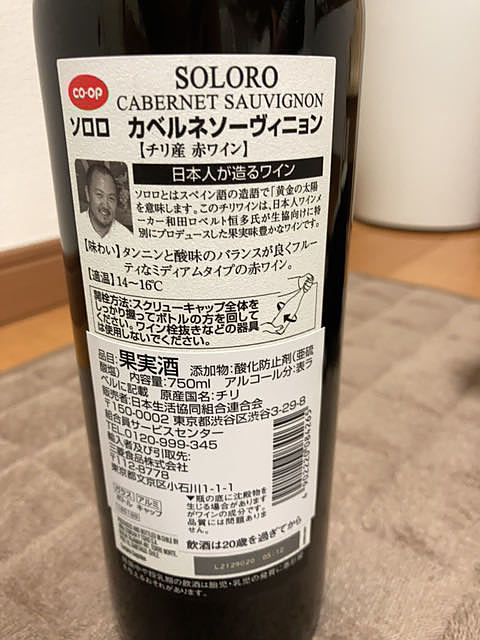 co·op
SOLORO
CABERNET SAUVIGNON
ソロロ カベルネソーヴィニョン
【チリ産 赤ワイン】
日本人が造るワイン
ソロロとはスペイン語の造語で「黄金の太陽
を意味します。このチリワインは、日本人ワインメ
ーカー和田ロベルト恒多氏が生協向けに特
別にプロデュースした果実味豊かなワインです。
【味わい】タンニンと酸味のバランスが良くフルー
ティなミディアムタイプの赤ワイン。
【適温】14~16℃
開栓方法:スクリューキャップ全体を
しっかり握ってボトルの方を回して
ください。ワイン栓抜きなどの器具
は使用しないでください。
品目:果実酒 添加物:酸化防止剤(亜硫
酸塩) 内容量:750ml アルコール分:表ラ
ベルに記載 原産国名:チリ
販売者:日本生活協同組合連合会
〒150-0002 東京都渋谷区渋谷3-29-8
組合員サービスセンター
TEL0120-999-345
輸入者及び引取先:
三菱食品株式会社
〒112-8778
東京都文京区小石川1-1-1
ガラス アルミ
ボトル キャップ
▼瓶の底に沈殿物を
生じる場合があります
がワインの成分です。
品質には問題ありま
せん。
飲酒は20歳を過ぎてから
L2129020 05:12